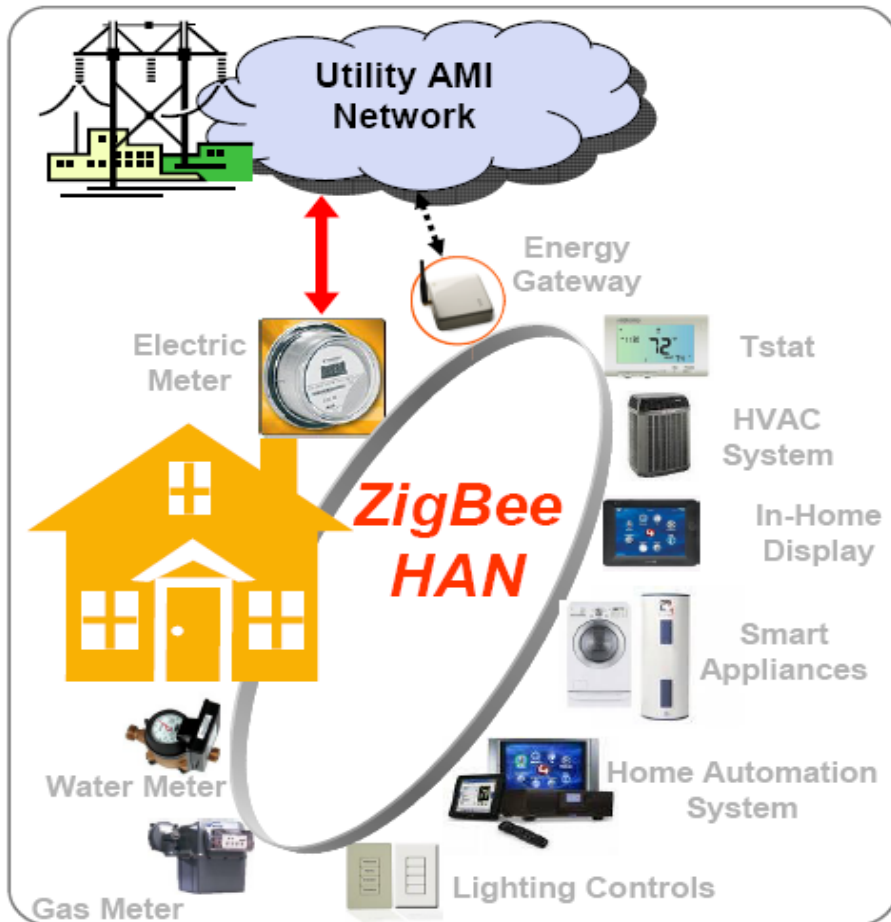 Utility AMI
Network
Energy
Gateway
Electric
Meter
72
Tstat
HVAC
System
ZigBee
HAN
In-Home
Display
Smart
Appliances
Water Meter
Home Automation
System
Gas Meter
Lighting Controls